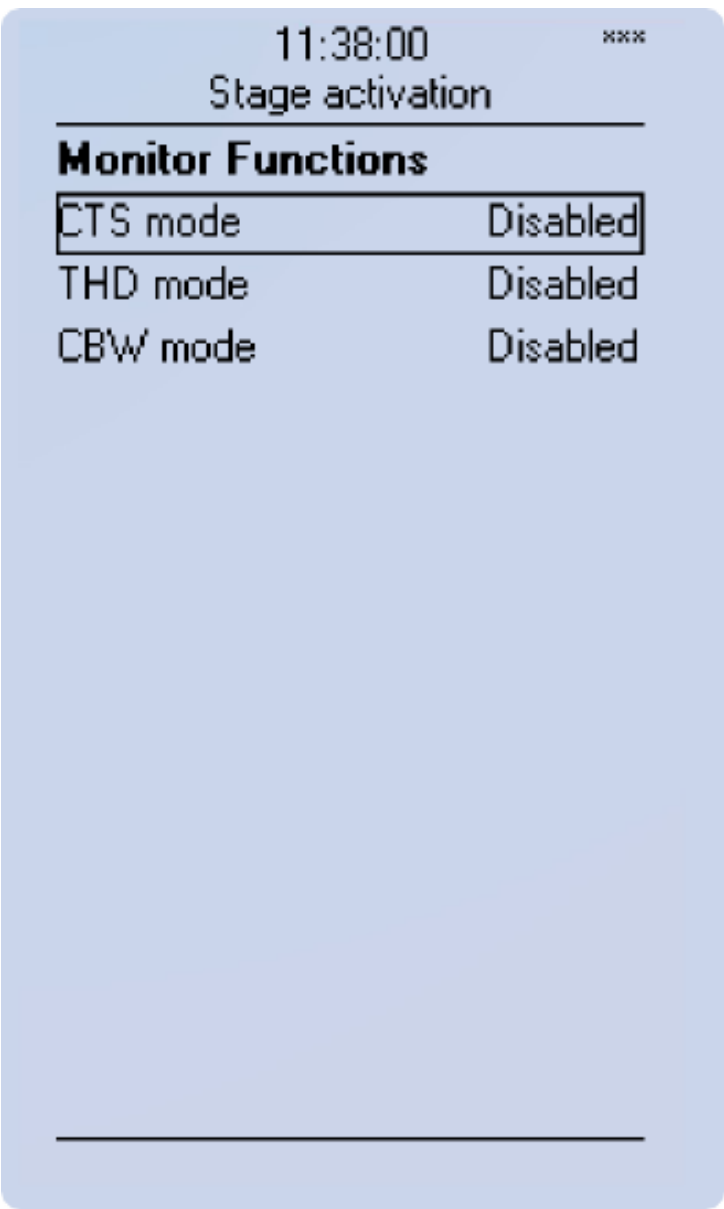 11:38:00 ***
Stage activation
Monitor Functions
CTS mode Disabled
THD mode Disabled
CBW mode Disabled